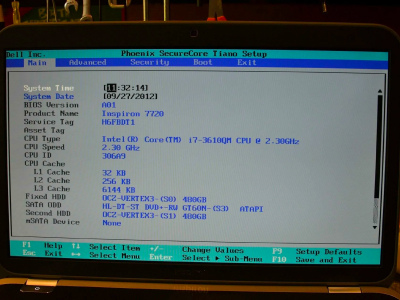 Dell Inc. Phoenix SecureCore Tiano Setup
Main Advanced Security Boot Exit
System Time [11:32:14]
System Date [09/27/2012]
BIOS Version A01
Product Name Inspiron 7720
Service Tag H6FBDT1
Asset Tag
CPU Type Intel(R) Core(TM) i7-3610QM CPU @ 2.30GHz
CPU Speed 2.30 GHz
CPU ID 306A9
CPU Cache
L1 Cache 32 KB
L2 Cache 256 KB
L3 Cache 6144 KB
Fixed HDD OCZ-VERTEX3-(S0) 480GB
SATA ODD HL-DT-ST DVD+-RW GT60N-(S3) ATAPI
Second HDD OCZ-VERTEX3-(S1) 480GB
mSATA Device None
F1 Help ↑↓ Select Item -/- Change Values F9 Setup Defaults
Esc Exit ←→ Select Menu Enter Select ► Sub-Menu F10 Save and Exit